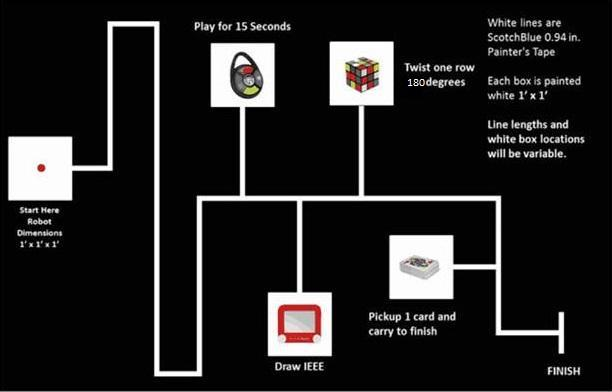 Play for 15 Seconds
Twist one row
180degrees
White lines are
ScotchBlue 0.94 in.
Painter's Tape
Each box is painted
white 1' x 1'
Line lengths and
white box locations
will be variable.
Start Here
Robot
Dimensions
1' x 1' x 1'
Pickup 1 card and
carry to finish
Draw IEEE
FINISH